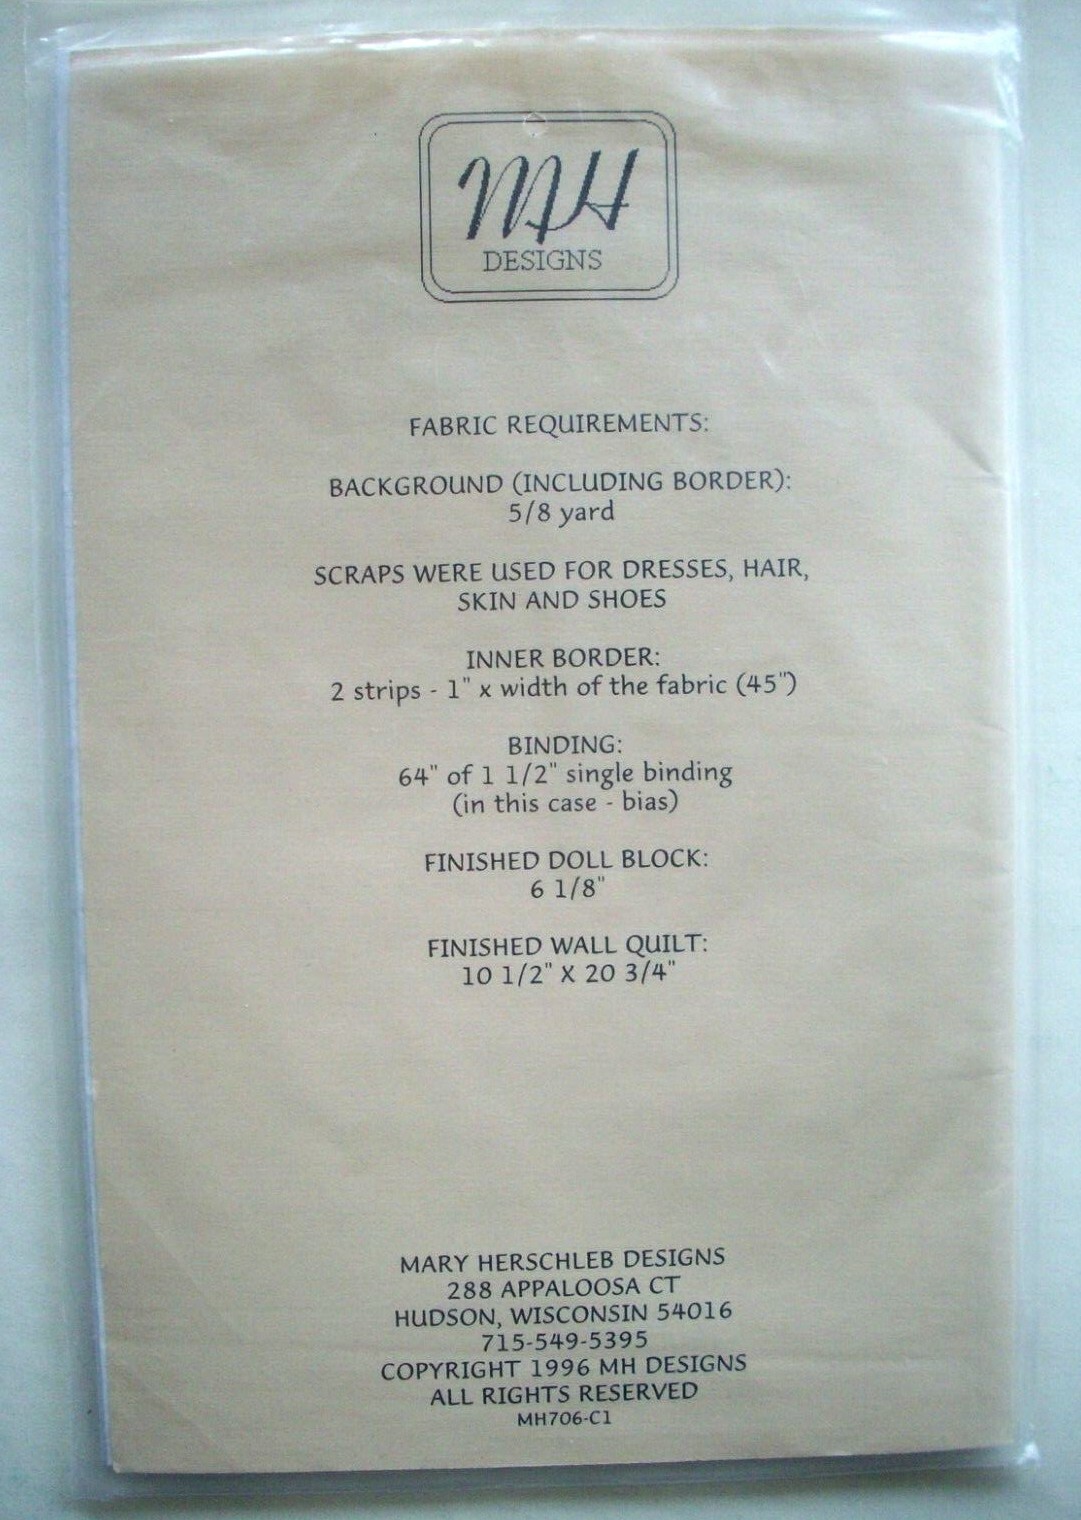 MH
DESIGNS
FABRIC REQUIREMENTS:
BACKGROUND (INCLUDING BORDER):
5/8 yard
SCRAPS WERE USED FOR DRESSES, HAIR,
SKIN AND SHOES
INNER BORDER:
2 strips - 1" x width of the fabric (45")
BINDING:
64" of 1 1/2" single binding
(in this case - bias)
FINISHED DOLL BLOCK:
6 1/8"
FINISHED WALL QUILT:
10 1/2" X 20 3/4"
MARY HERSCHLEB DESIGNS
288 APPALOOSA CT
HUDSON, WISCONSIN 54016
715-549-5395
COPYRIGHT 1996 MH DESIGNS
ALL RIGHTS RESERVED
MH706-C1